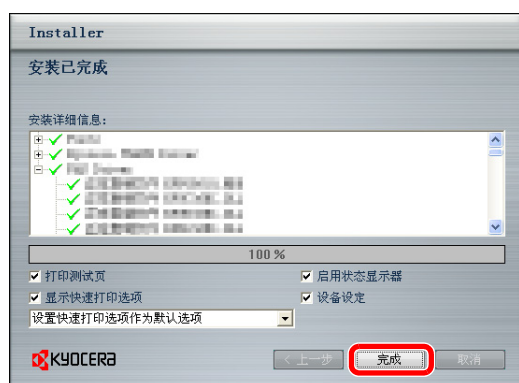 Installer
安装已完成
安装详细信息:
100 %
打印测试页
启用状态显示器
显示快速打印选项
设备设定
设置快速打印选项作为默认选项
KYOCERA
< 上一步
完成
取消